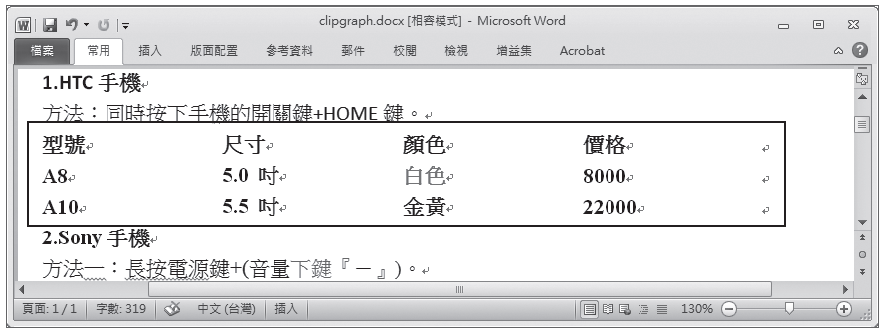 clipgraph.docx [相容模式] - Microsoft Word
檔案 常用 插入 版面配置 參考資料 郵件 校閱 檢視 增益集 Acrobat
1.HTC 手機
方法：同時按下手機的開關鍵+HOME 鍵。
型號 尺寸 顏色 價格
A8 5.0 吋 白色 8000
A10 5.5 吋 金黃 22000
2.Sony 手機
方法一：長按電源鍵+(音量下鍵『－』)。
頁面: 1 / 1 字數: 319 中文 (台灣) 插入 130%